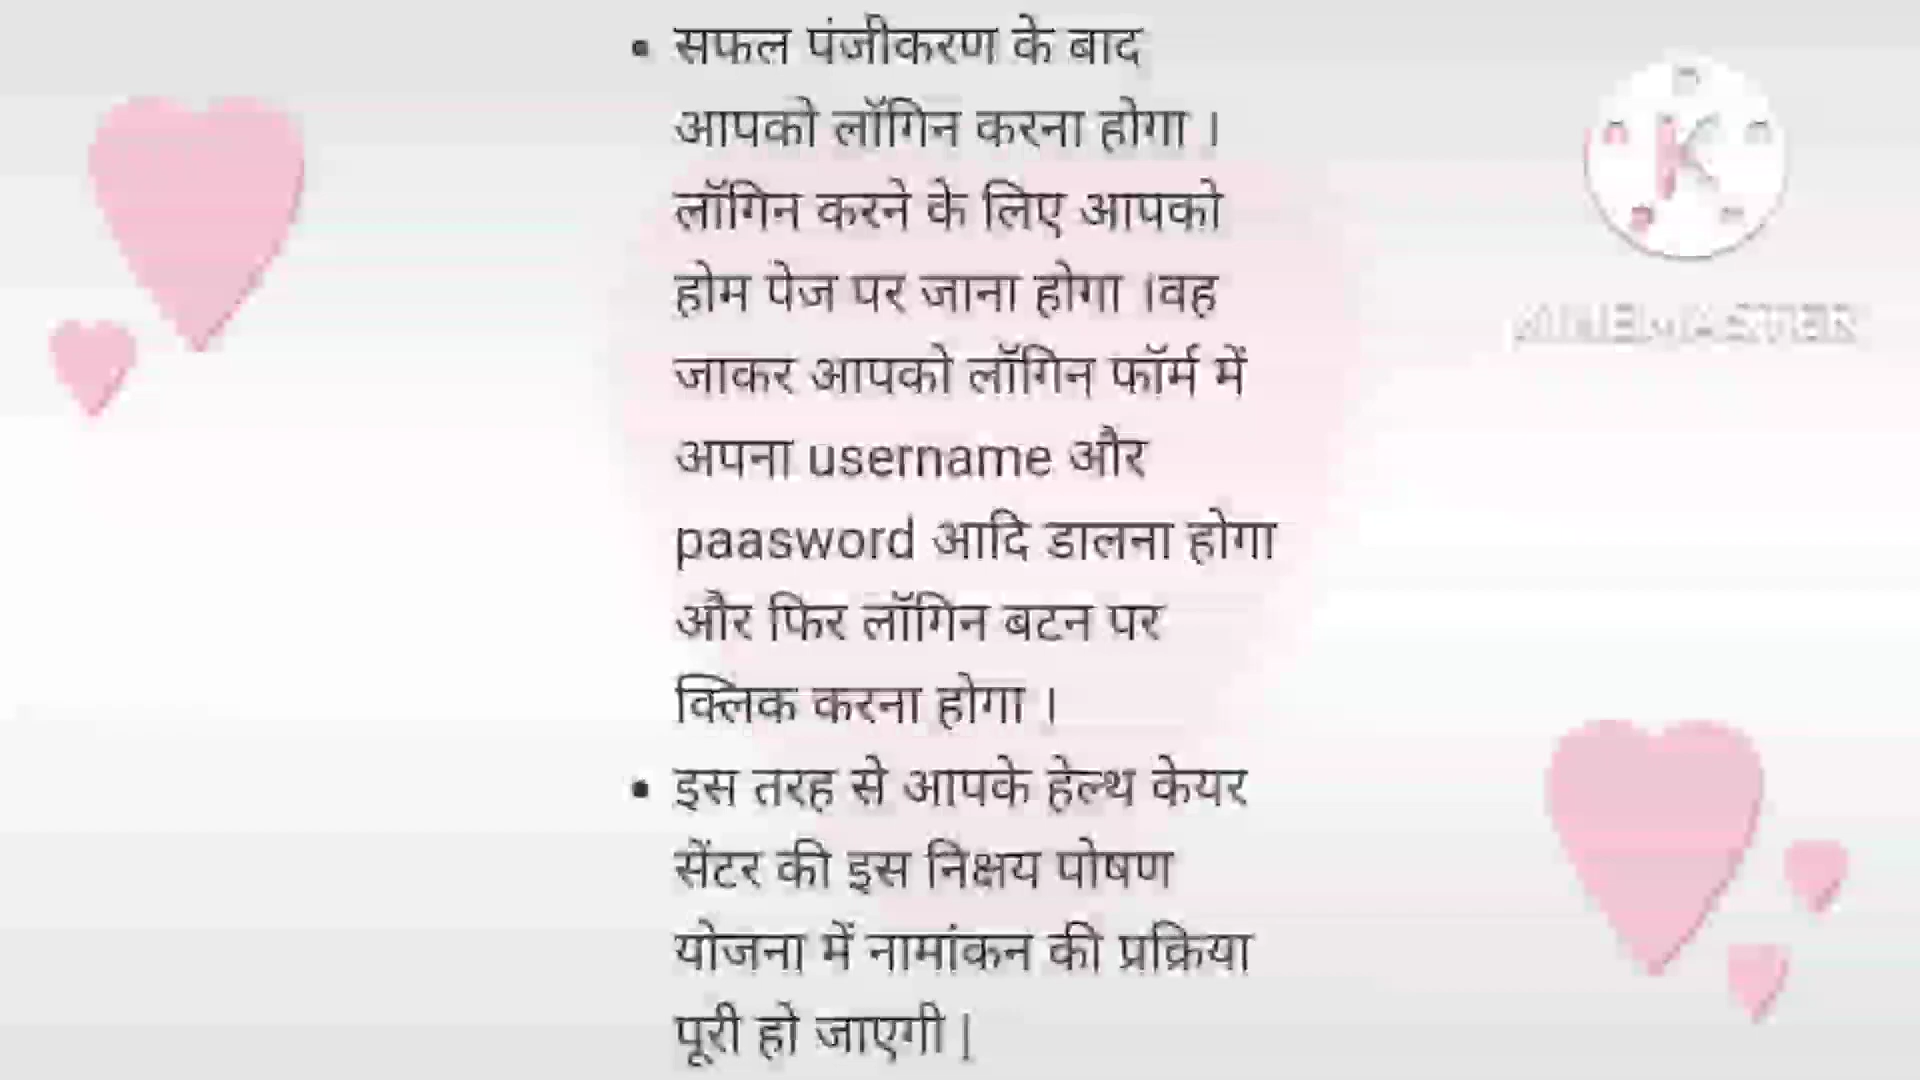 • सफल पंजीकरण के बाद
आपको लॉगिन करना होगा ।
लॉगिन करने के लिए आपको
होम पेज पर जाना होगा ।वह
जाकर आपको लॉगिन फॉर्म में
अपना username और
paasword आदि डालना होगा
और फिर लॉगिन बटन पर
क्लिक करना होगा ।
• इस तरह से आपके हेल्थ केयर
सेंटर की इस निक्षय पोषण
योजना में नामांकन की प्रक्रिया
पूरी हो जाएगी |
K
KINEMASTER